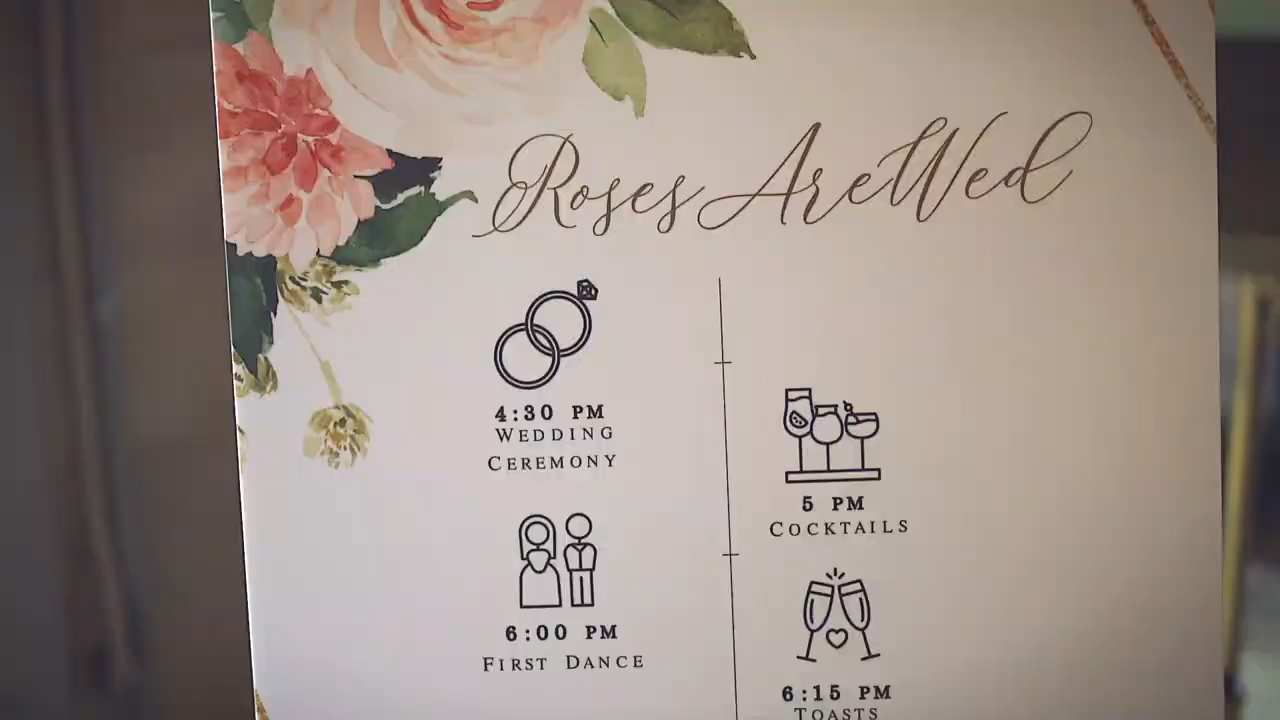 Roses Are Wed
4:30 PM
WEDDING
CEREMONY
5 PM
COCKTAILS
6:00 PM
FIRST DANCE
6:15 PM
TOASTS